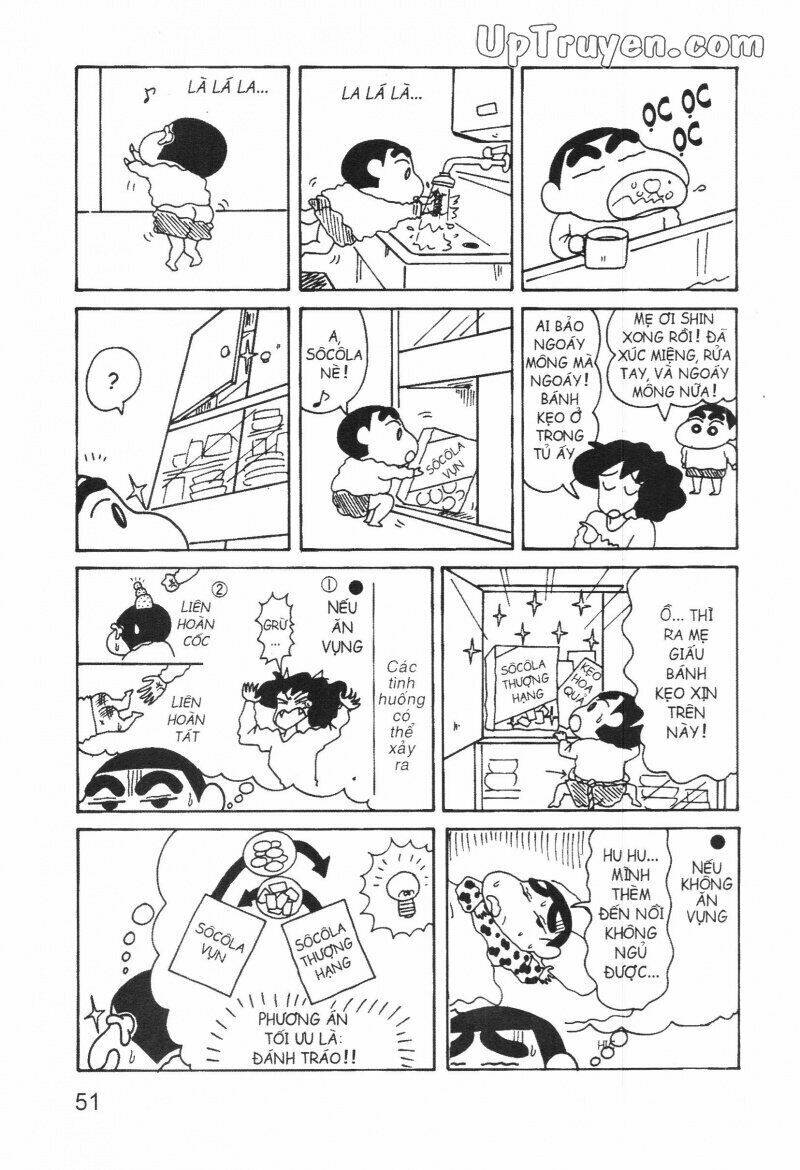 UpTruyen.com
ỌC ỌC
ỌC
LA LÁ LÀ...
LÀ LÁ LA...
MẸ ƠI SHIN
XONG RỒI! ĐÃ
XÚC MIỆNG, RỬA
TAY, VÀ NGOÁY
MÔNG NỮA!
AI BẢO
NGOÁY
MÔNG MÀ
NGOÁY!
BÁNH
KẸO Ở
TRONG
TỦ ẤY
A,
SÔCÔLA
NÈ!
SÔCÔLA
VỤN
?
Ồ... THÌ
RA MẸ
GIẤU
BÁNH
KẸO XỊN
TRÊN
NÀY!
SÔCÔLA
THƯỢNG
HẠNG
KẸO
HOA
QUẢ
Các
tình
huống
có
thể
xảy
ra
①
NẾU
ĂN
VỤNG
GRỪ
...
②
LIÊN
HOÀN
CỐC
LIÊN
HOÀN
TÁT
NẾU
KHÔNG
ĂN
VỤNG
HU HU...
MÌNH
THÈM
ĐẾN NỖI
KHÔNG
NGỦ
ĐƯỢC...
SÔCÔLA
VỤN
SÔCÔLA
THƯỢNG
HẠNG
PHƯƠNG ÁN
TỐI ƯU LÀ:
ĐÁNH TRÁO!!
51